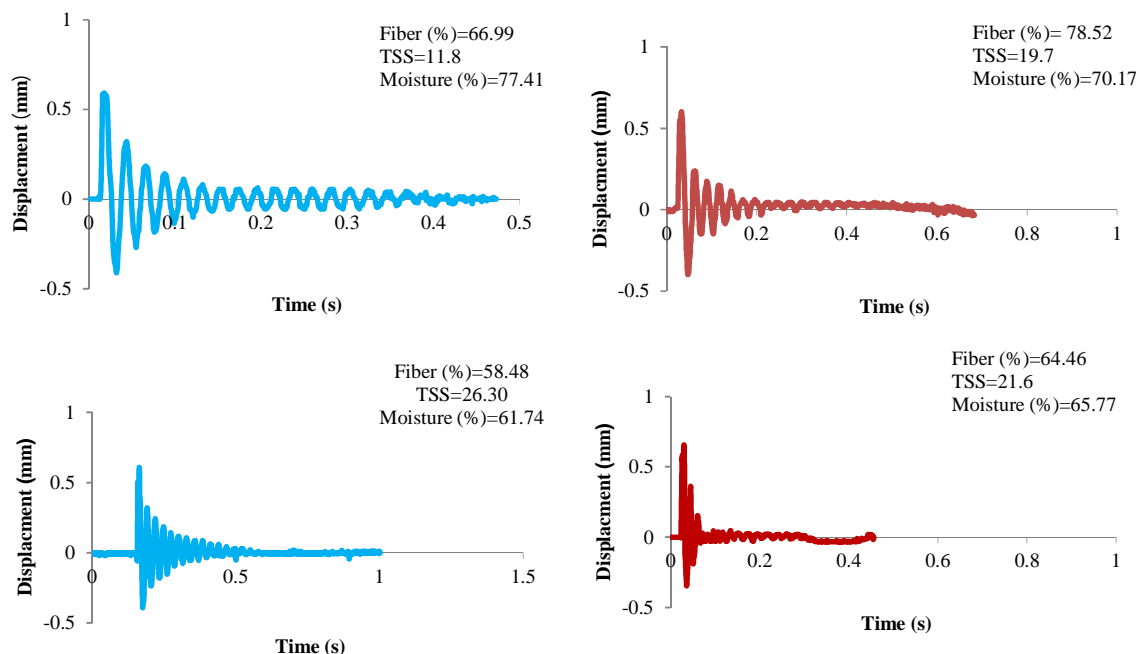 Fiber (%)=66.99
TSS=11.8
Moisture (%)=77.41
1
0.5
0
-0.5
0
0.1
0.2
0.3
0.4
0.5
Displacment (mm)
Time (s)
Fiber (%)= 78.52
TSS=19.7
Moisture (%)=70.17
1
0.5
0
-0.5
0
0.2
0.4
0.6
0.8
1
Displacment (mm)
Time (s)
Fiber (%)=58.48
TSS=26.30
Moisture (%)=61.74
1
0.5
0
-0.5
0
0.5
1
1.5
Displacment (mm)
Time (s)
Fiber (%)=64.46
TSS=21.6
Moisture (%)=65.77
1
0.5
0
-0.5
0
0.2
0.4
0.6
0.8
1
Displacment (mm)
Time (s)